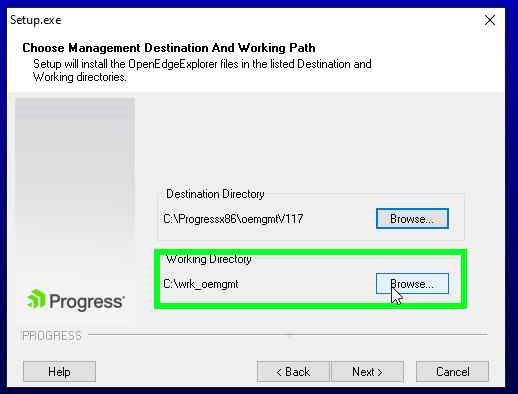 Setup.exe
Choose Management Destination And Working Path
Setup will install the OpenEdgeExplorer files in the listed Destination and
Working directories.
Destination Directory
C:\Progressx86\oemgmtV117
Browse...
Working Directory
C:\wrk_oemgmt
Browse...
Progress
PROGRESS
Help
< Back
Next >
Cancel